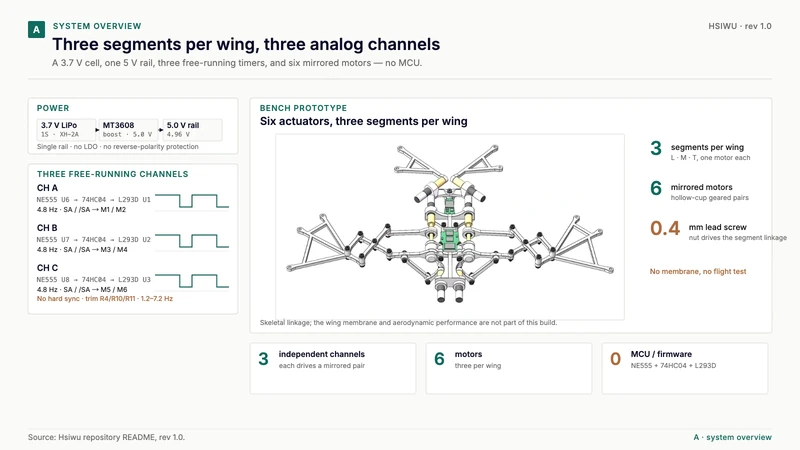 A
SYSTEM OVERVIEW
HSIWU · rev 1.0
Three segments per wing, three analog channels
A 3.7 V cell, one 5 V rail, three free-running timers, and six mirrored motors — no MCU.
POWER
3.7 V LiPo
1S · XH-2A
MT3608
boost · 5.0 V
5.0 V rail
4.96 V
Single rail · no LDO · no reverse-polarity protection
THREE FREE-RUNNING CHANNELS
CH A
NE555 U6 → 74HC04 → L293D U1
4.8 Hz · SA / /SA → M1 / M2
CH B
NE555 U7 → 74HC04 → L293D U2
4.8 Hz · SA / /SA → M3 / M4
CH C
NE555 U8 → 74HC04 → L293D U3
4.8 Hz · SA / /SA → M5 / M6
No hard sync · trim R4/R10/R11 · 1.2–7.2 Hz
BENCH PROTOTYPE
Six actuators, three segments per wing
3 segments per wing
L · M · T, one motor each
6 mirrored motors
hollow-cup geared pairs
0.4 mm lead screw
nut drives the segment linkage
No membrane, no flight test
Skeletal linkage; the wing membrane and aerodynamic performance are not part of this build.
3 independent channels
each drives a mirrored pair
6 motors
three per wing
0 MCU / firmware
NE555 + 74HC04 + L293D
Source: Hsiwu repository README, rev 1.0.
A · system overview